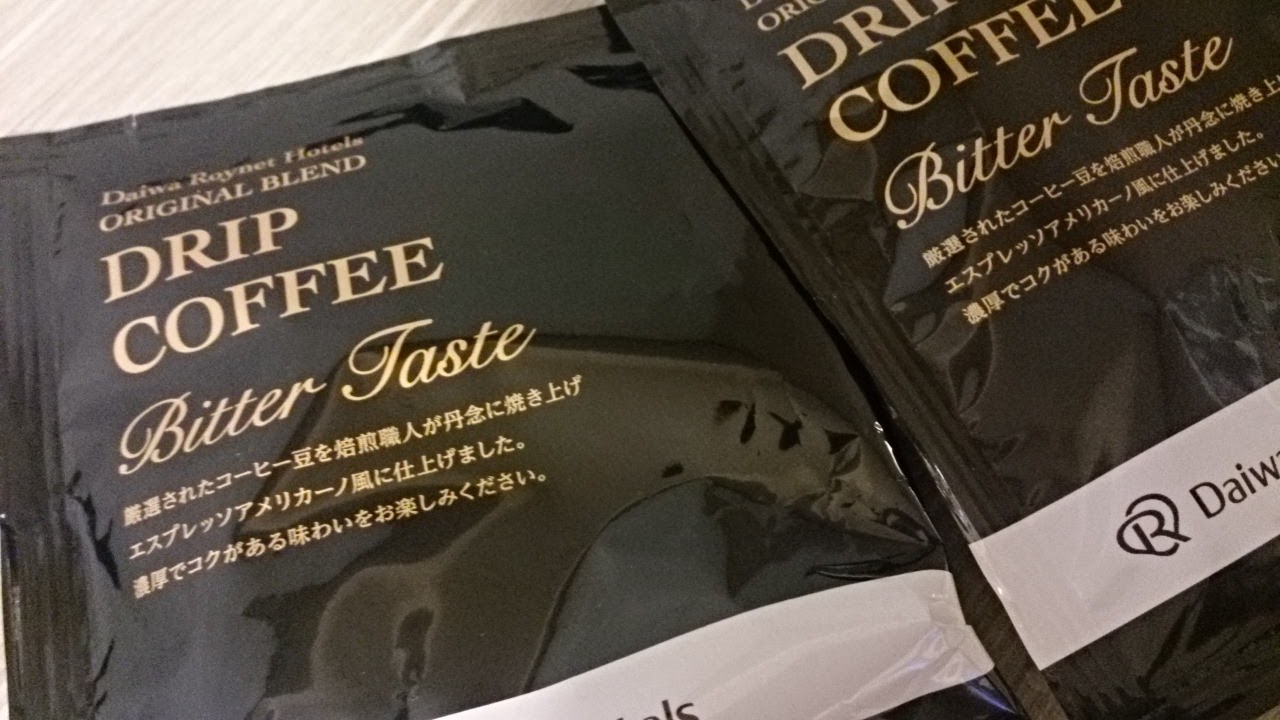 Daiwa Roynet Hotels
ORIGINAL BLEND
DRIP
COFFEE
Bitter Taste
厳選されたコーヒー豆を焙煎職人が丹念に焼き上げ
エスプレッソアメリカーノ風に仕上げました。
濃厚でコクがある味わいをお楽しみください。
COFFEE
Bitter Taste
厳選されたコーヒー豆を焙煎職人が丹念に焼き上
エスプレッソアメリカーノ風に仕上げました。
濃厚でコクがある味わいをお楽しみください
Daiwa